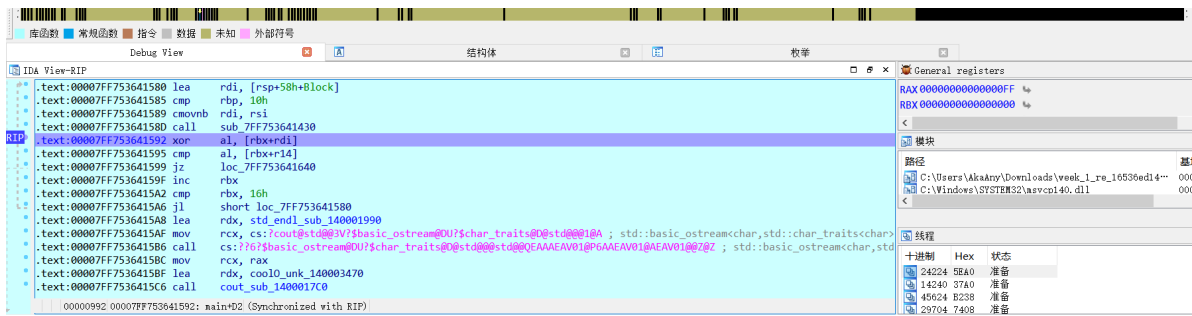 库函数 常规函数 指令 数据 未知 外部符号
Debug View 结构体 枚举
IDA View-RIP
.text:00007FF753641580 lea rdi, [rsp+58h+Block]
.text:00007FF753641585 cmp rbp, 10h
.text:00007FF753641589 cmovnb rdi, rsi
.text:00007FF75364158D call sub_7FF753641430
RIP .text:00007FF753641592 xor al, [rbx+rdi]
.text:00007FF753641595 cmp al, [rbx+r14]
.text:00007FF753641599 jz loc_7FF753641640
.text:00007FF75364159F inc rbx
.text:00007FF7536415A2 cmp rbx, 16h
.text:00007FF7536415A6 jl short loc_7FF753641580
.text:00007FF7536415A8 lea rdx, std_endl_sub_140001990
.text:00007FF7536415AF mov rcx, cs:?cout@std@@3V?$basic_ostream@DU?$char_traits@D@std@@@1@A ; std::basic_ostream<char,std::char_traits<char>
.text:00007FF7536415B6 call cs:??6?$basic_ostream@DU?$char_traits@D@std@@@std@@QEAAAEAV01@P6AAEAV01@AEAV01@@Z@Z ; std::basic_ostream<char,std
.text:00007FF7536415BC mov rcx, rax
.text:00007FF7536415BF lea rdx, coolO_unk_140003470
.text:00007FF7536415C6 call cout_sub_1400017C0
00000992 00007FF753641592: main+D2 (Synchronized with RIP)
General registers
RAX 00000000000000FF
RBX 0000000000000000
模块
路径 基
C:\Users\AkaAny\Downloads\week_1_re_16536ed14… 000
C:\Windows\SYSTEM32\msvcp140.dll 000
线程
十进制 Hex 状态
24224 5EA0 准备
14240 37A0 准备
45624 B238 准备
29704 7408 准备